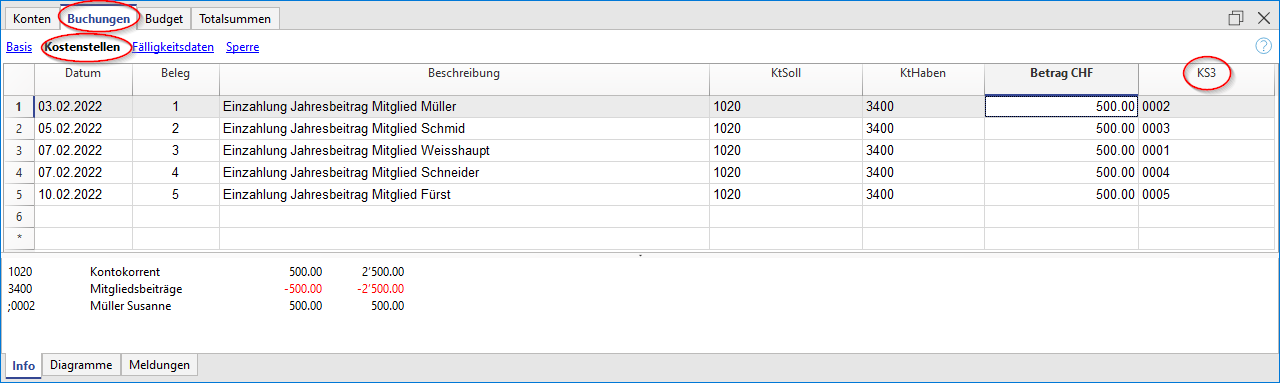 Konten Buchungen Budget Totalsummen
Basis Kostenstellen Fälligkeitsdaten Sperre ?
Datum Beleg Beschreibung KtSoll KtHaben Betrag CHF KS3
1 03.02.2022 1 Einzahlung Jahresbeitrag Mitglied Müller 1020 3400 500.00 0002
2 05.02.2022 2 Einzahlung Jahresbeitrag Mitglied Schmid 1020 3400 500.00 0003
3 07.02.2022 3 Einzahlung Jahresbeitrag Mitglied Weisshaupt 1020 3400 500.00 0001
4 07.02.2022 4 Einzahlung Jahresbeitrag Mitglied Schneider 1020 3400 500.00 0004
5 10.02.2022 5 Einzahlung Jahresbeitrag Mitglied Fürst 1020 3400 500.00 0005
6
*
1020 Kontokorrent 500.00 2'500.00
3400 Mitgliedsbeiträge -500.00 -2'500.00
;0002 Müller Susanne 500.00 500.00
Info Diagramme Meldungen